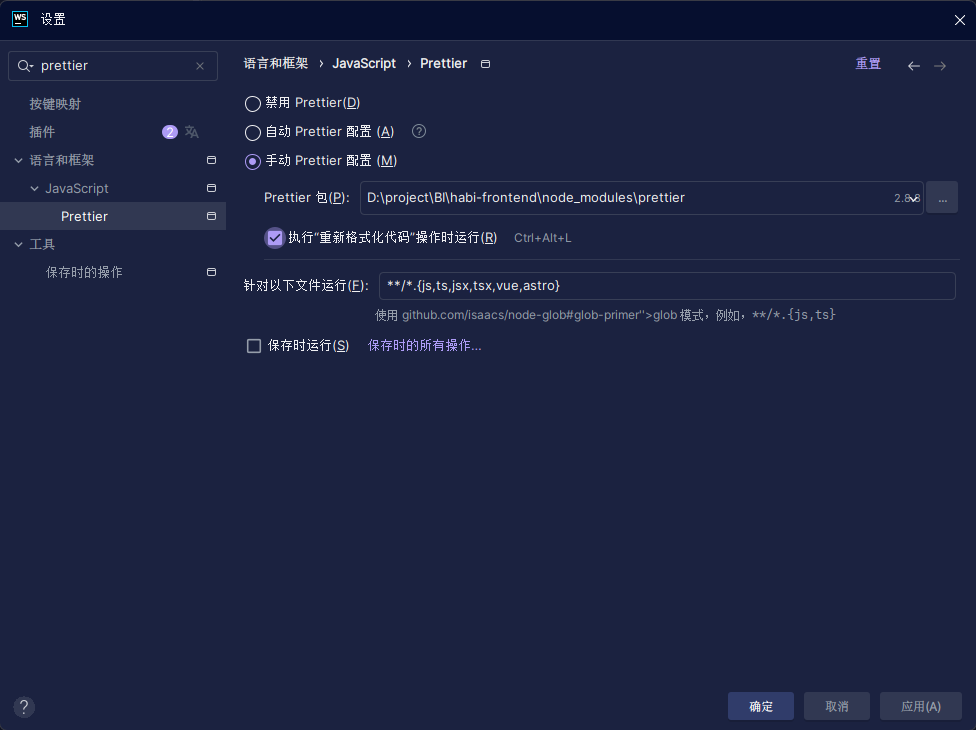 WS 设置
prettier
按键映射
插件 2
语言和框架
JavaScript
Prettier
工具
保存时的操作
语言和框架 › JavaScript › Prettier 重置
禁用 Prettier(D)
自动 Prettier 配置 (A) ?
手动 Prettier 配置 (M)
Prettier 包(P): D:\project\BI\habi-frontend\node_modules\prettier 2.8.8 ...
执行"重新格式化代码"操作时运行(R) Ctrl+Alt+L
针对以下文件运行(F): **/*.{js,ts,jsx,tsx,vue,astro}
使用 github.com/isaacs/node-glob#glob-primer">glob 模式，例如，**/*.{js,ts}
保存时运行(S) 保存时的所有操作...
? 确定 取消 应用(A)